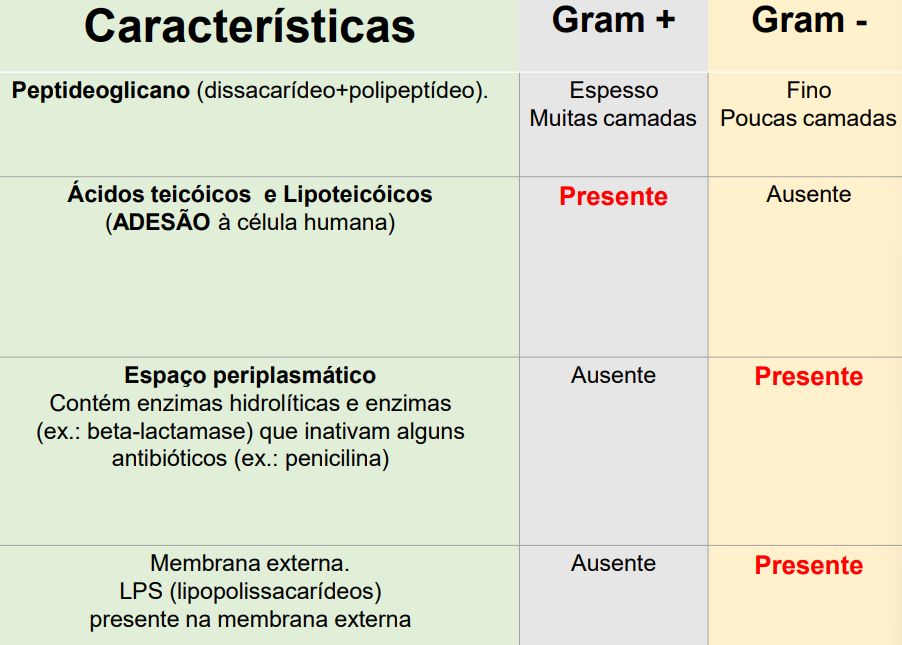 Características
Gram +
Gram -
Peptideoglicano (dissacarídeo+polipeptídeo).
Espesso
Muitas camadas
Fino
Poucas camadas
Ácidos teicóicos e Lipoteicóicos
(ADESÃO à célula humana)
Presente
Ausente
Espaço periplasmático
Contém enzimas hidrolíticas e enzimas
(ex.: beta-lactamase) que inativam alguns
antibióticos (ex.: penicilina)
Ausente
Presente
Membrana externa.
LPS (lipopolissacarídeos)
presente na membrana externa
Ausente
Presente